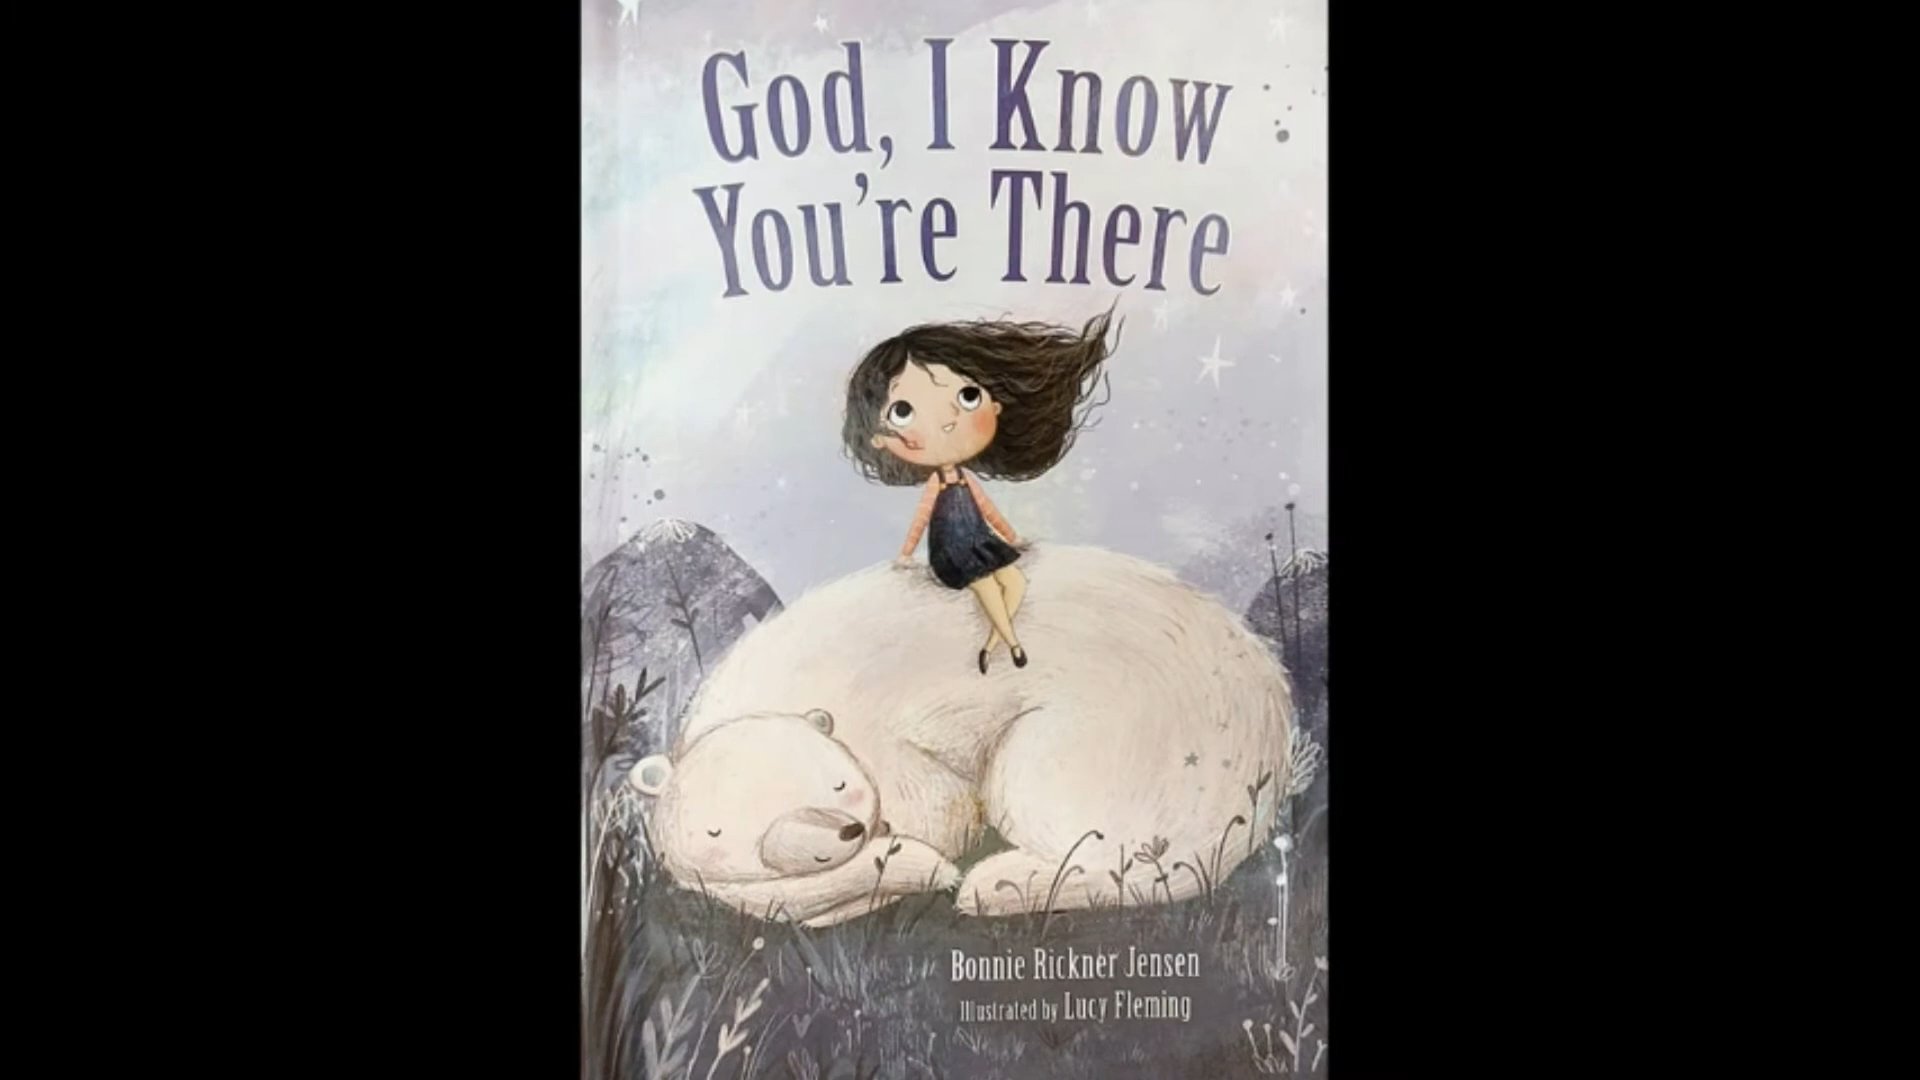 God, I Know
You're There
Bonnie Rickner Jensen
Illustrated by Lucy Fleming